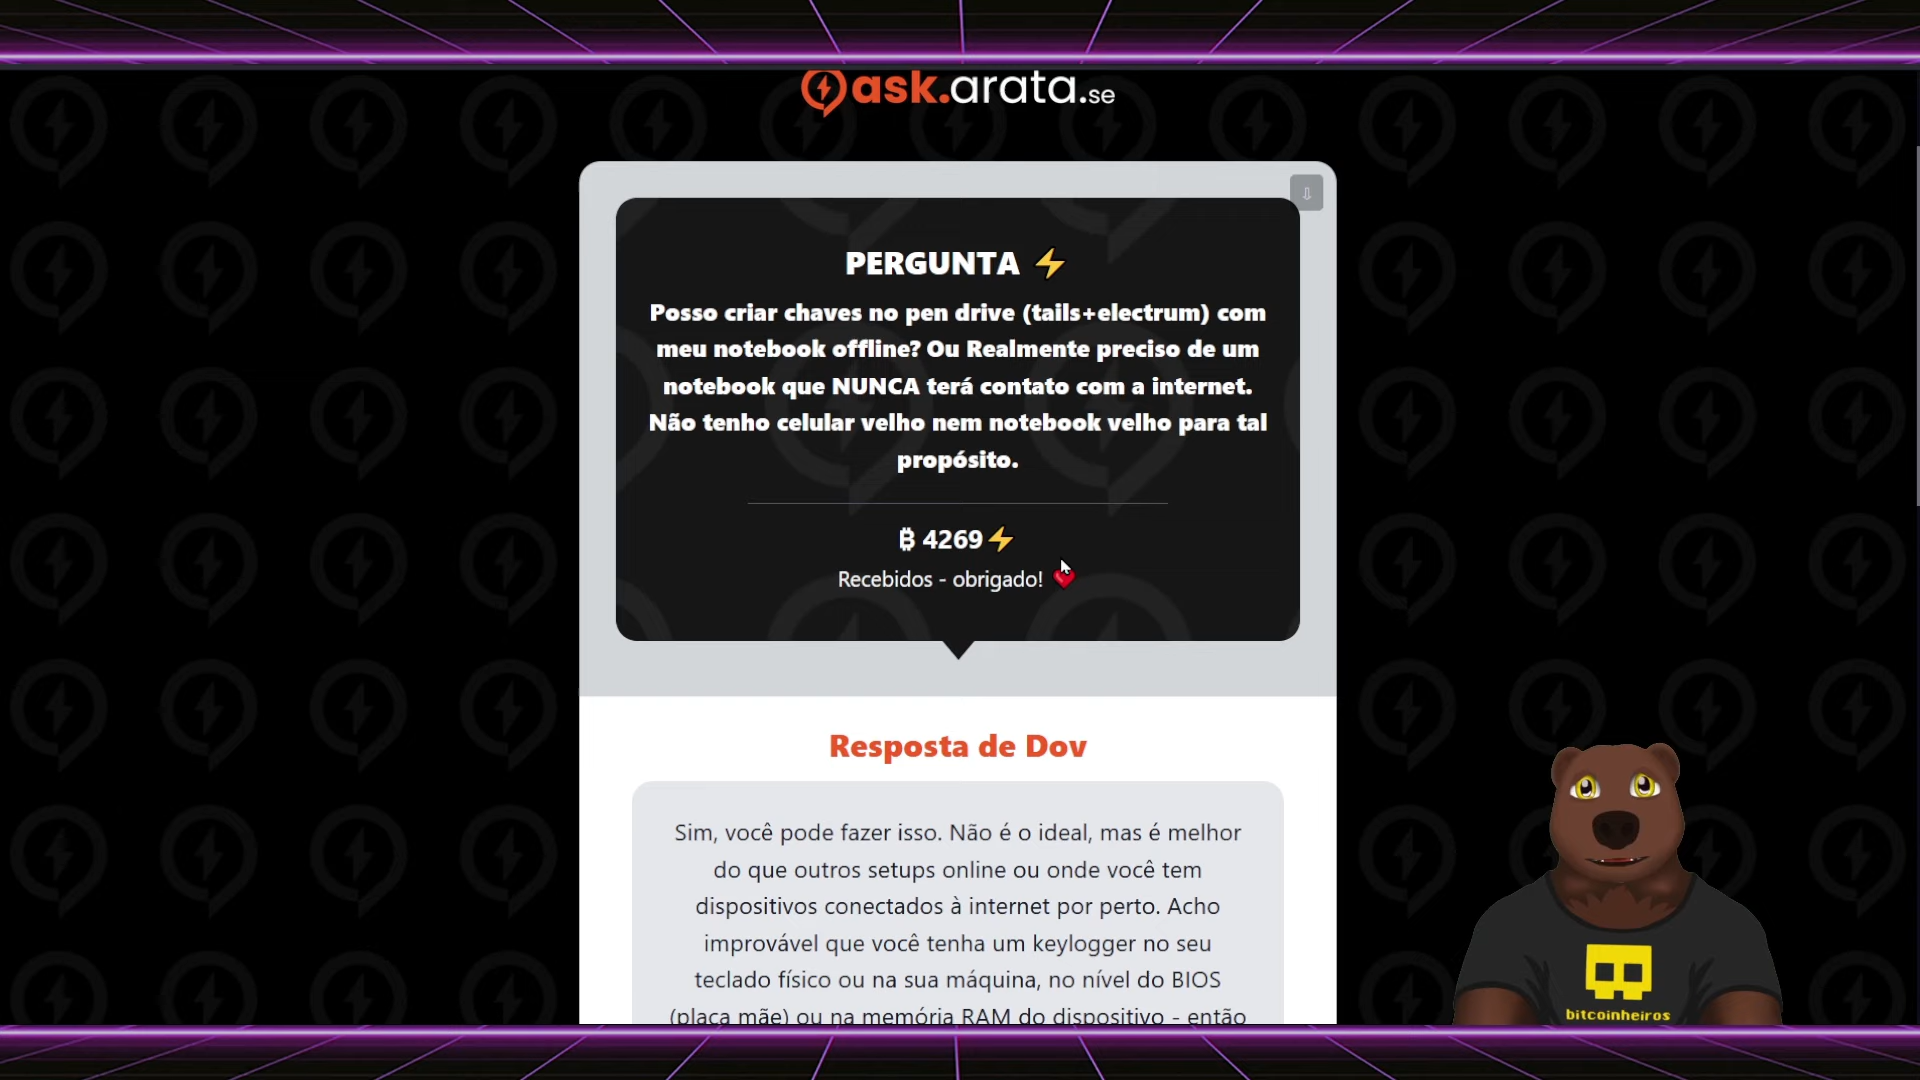 ask.arata.se
PERGUNTA ⚡
Posso criar chaves no pen drive (tails+electrum) com
meu notebook offline? Ou Realmente preciso de um
notebook que NUNCA terá contato com a internet.
Não tenho celular velho nem notebook velho para tal
propósito.
₿ 4269⚡
Recebidos - obrigado! ❤️
Resposta de Dov
Sim, você pode fazer isso. Não é o ideal, mas é melhor
do que outros setups online ou onde você tem
dispositivos conectados à internet por perto. Acho
improvável que você tenha um keylogger no seu
teclado físico ou na sua máquina, no nível do BIOS
(placa mãe) ou na memória RAM do dispositivo - então
bitcoinheiros